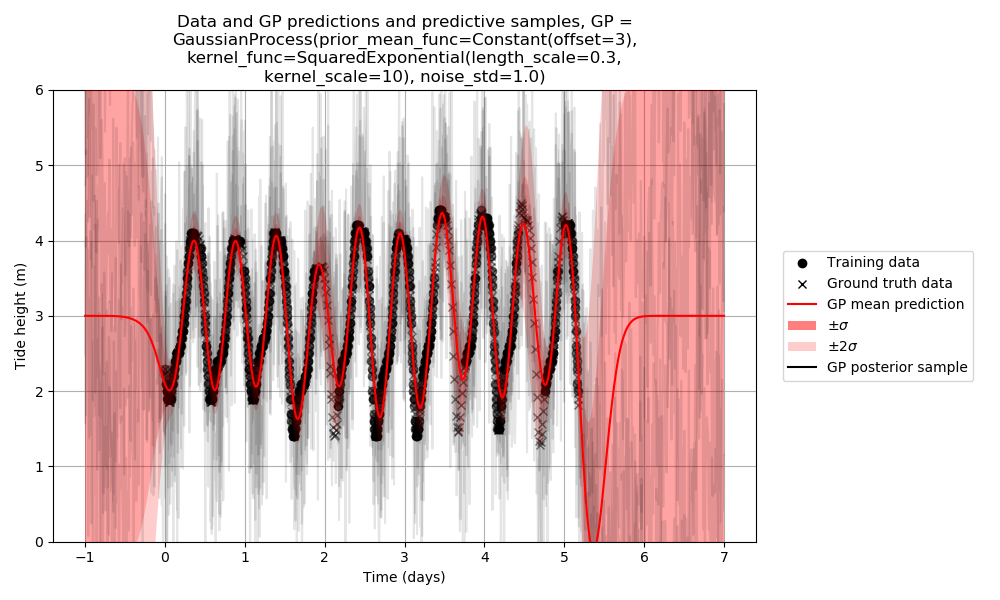 Data and GP predictions and predictive samples, GP =
GaussianProcess(prior_mean_func=Constant(offset=3),
kernel_func=SquaredExponential(length_scale=0.3,
kernel_scale=10), noise_std=1.0)
6
5
4
3
2
1
0
Tide height (m)
−1 0 1 2 3 4 5 6 7
Time (days)
Training data
Ground truth data
GP mean prediction
±σ
±2σ
GP posterior sample